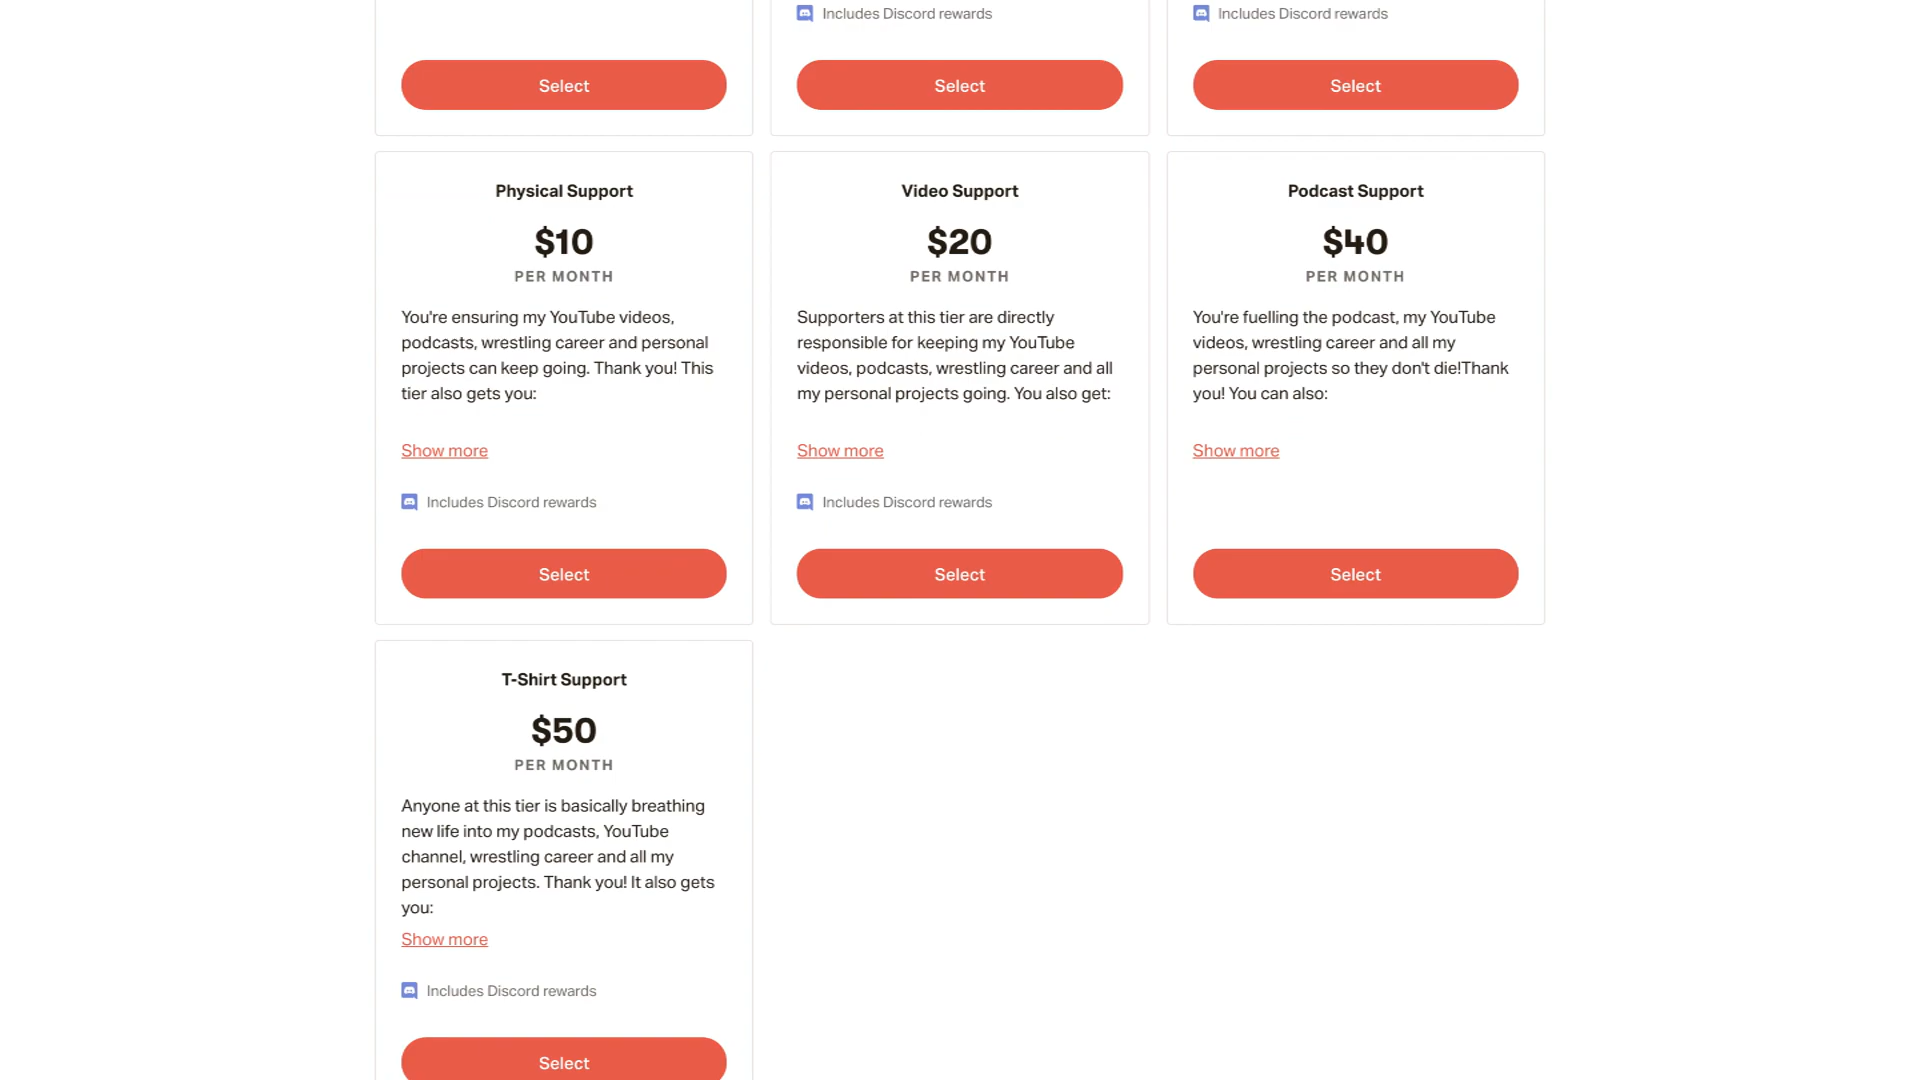 Includes Discord rewards
Includes Discord rewards
Select
Select
Select
Physical Support
$10
PER MONTH
You're ensuring my YouTube videos,
podcasts, wrestling career and personal
projects can keep going. Thank you! This
tier also gets you:
Show more
Includes Discord rewards
Select
Video Support
$20
PER MONTH
Supporters at this tier are directly
responsible for keeping my YouTube
videos, podcasts, wrestling career and all
my personal projects going. You also get:
Show more
Includes Discord rewards
Select
Podcast Support
$40
PER MONTH
You're fuelling the podcast, my YouTube
videos, wrestling career and all my
personal projects so they don't die!Thank
you! You can also:
Show more
Select
T-Shirt Support
$50
PER MONTH
Anyone at this tier is basically breathing
new life into my podcasts, YouTube
channel, wrestling career and all my
personal projects. Thank you! It also gets
you:
Show more
Includes Discord rewards
Select